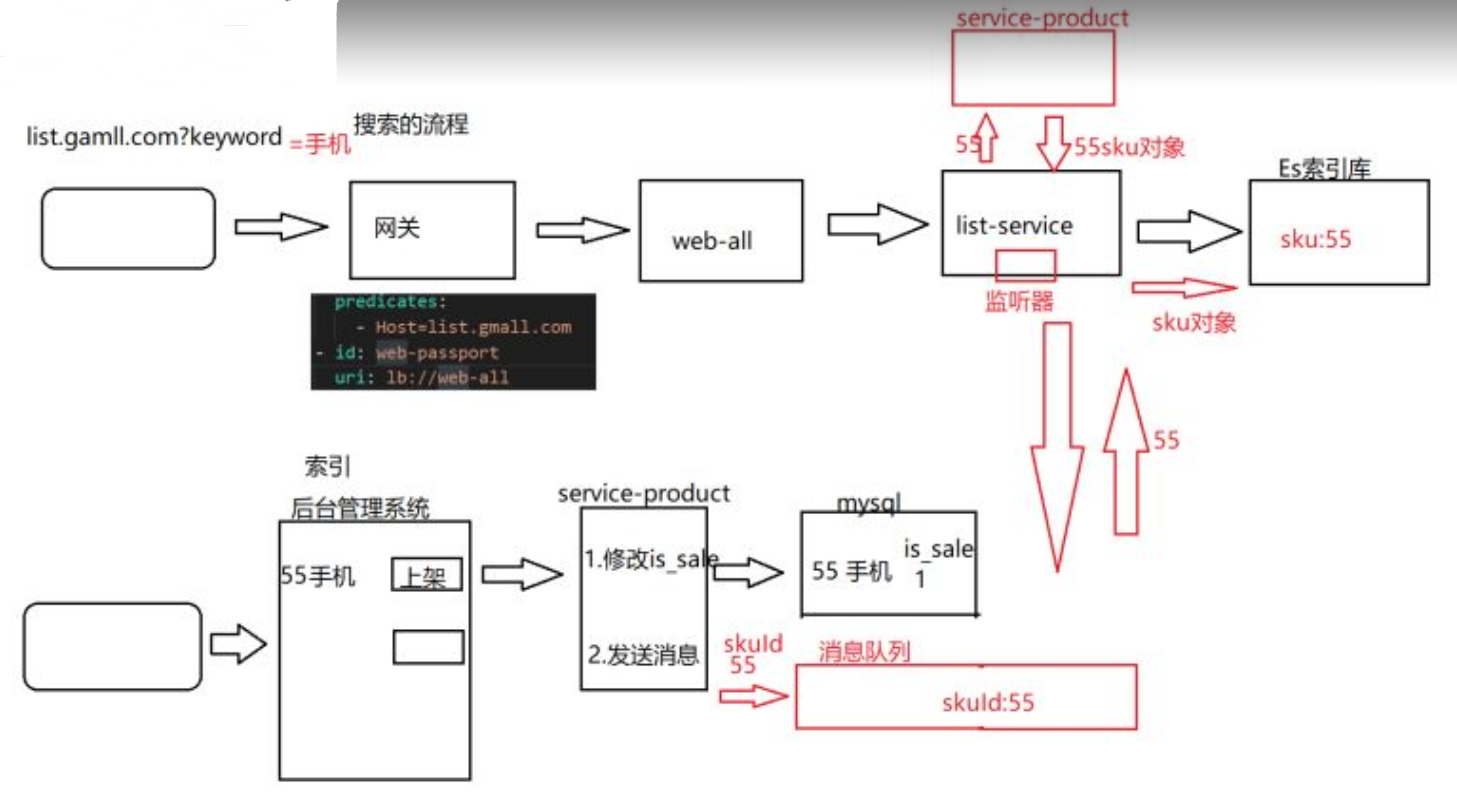 service-product
list.gamll.com?keyword =手机
搜索的流程
55
55sku对象
Es索引库
网关
web-all
list-service
sku:55
监听器
sku对象
predicates:
- Host=list.gmall.com
- id: web-passport
uri: lb://web-all
55
索引
后台管理系统
service-product
mysql
55手机
上架
1.修改is_sale
55 手机
is_sale
1
2.发送消息
skuId
55
消息队列
skuId:55